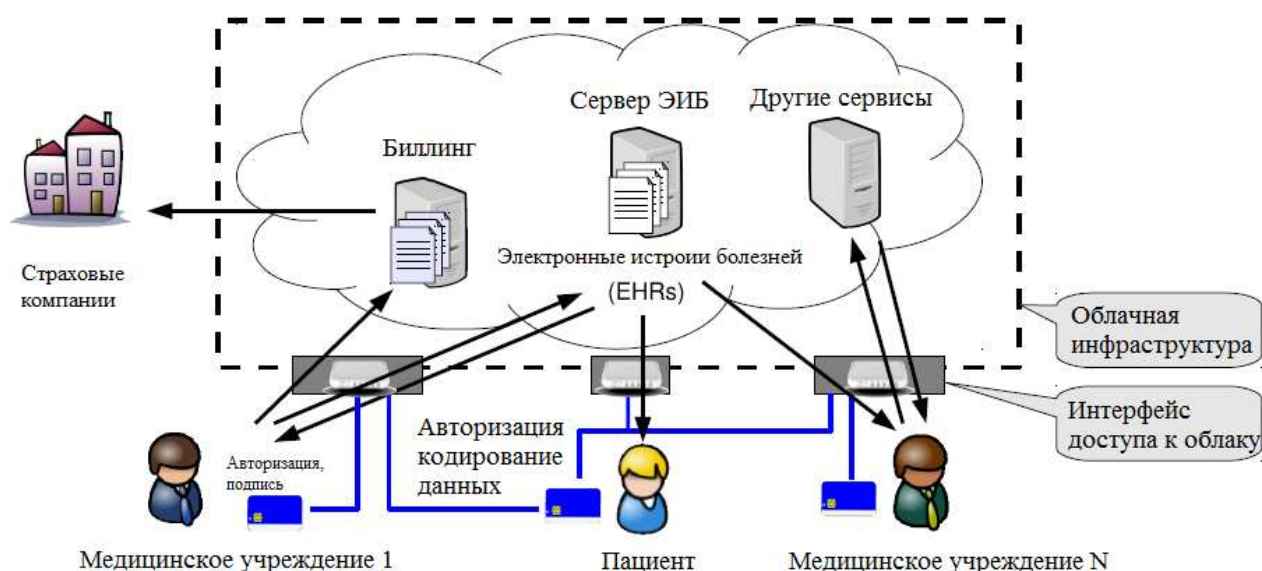 Сервер ЭИБ
Другие сервисы
Биллинг
Электронные истроии болезней
(EHRs)
Страховые
компании
Облачная
инфраструктура
Интерфейс
доступа к облаку
Авторизация
кодирование
данных
Авторизация,
подпись
Медицинское учреждение 1
Пациент
Медицинское учреждение N